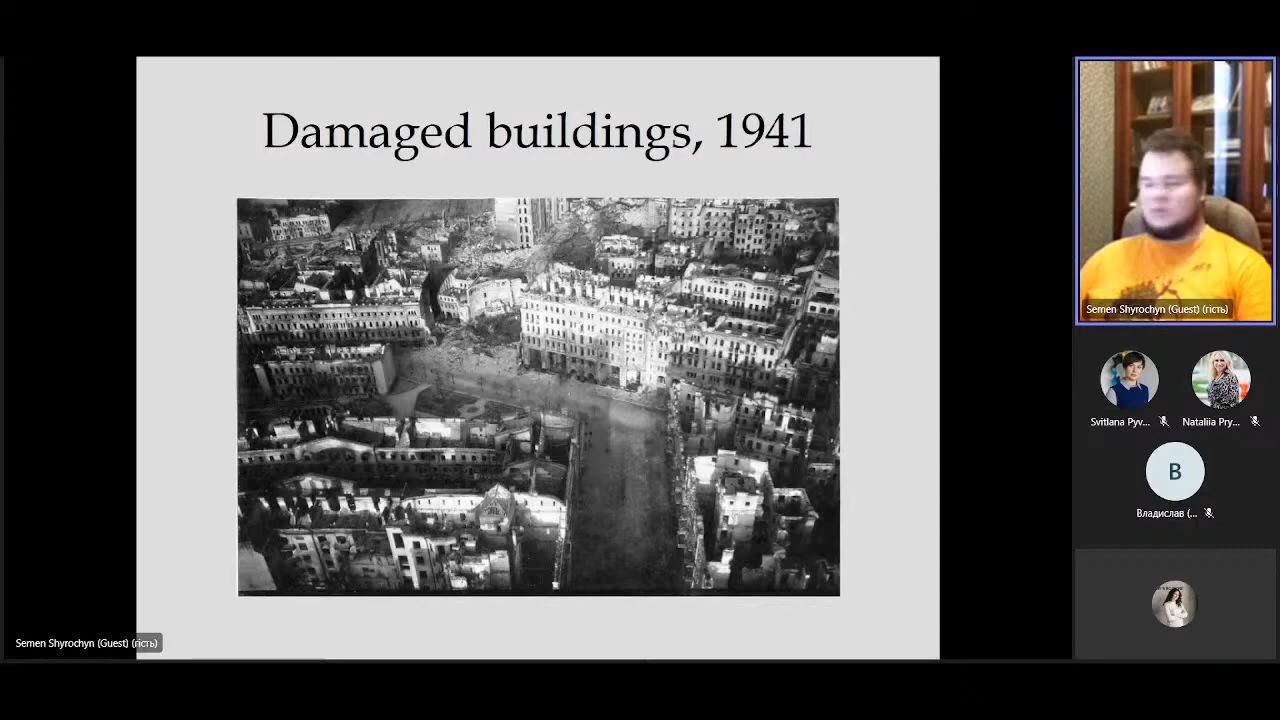 Damaged buildings, 1941
Semen Shyrochyn (Guest) (гість)
Svitlana Pyv...
Nataliia Pry...
B
Владислав (...
Semen Shyrochyn (Guest) (гість)